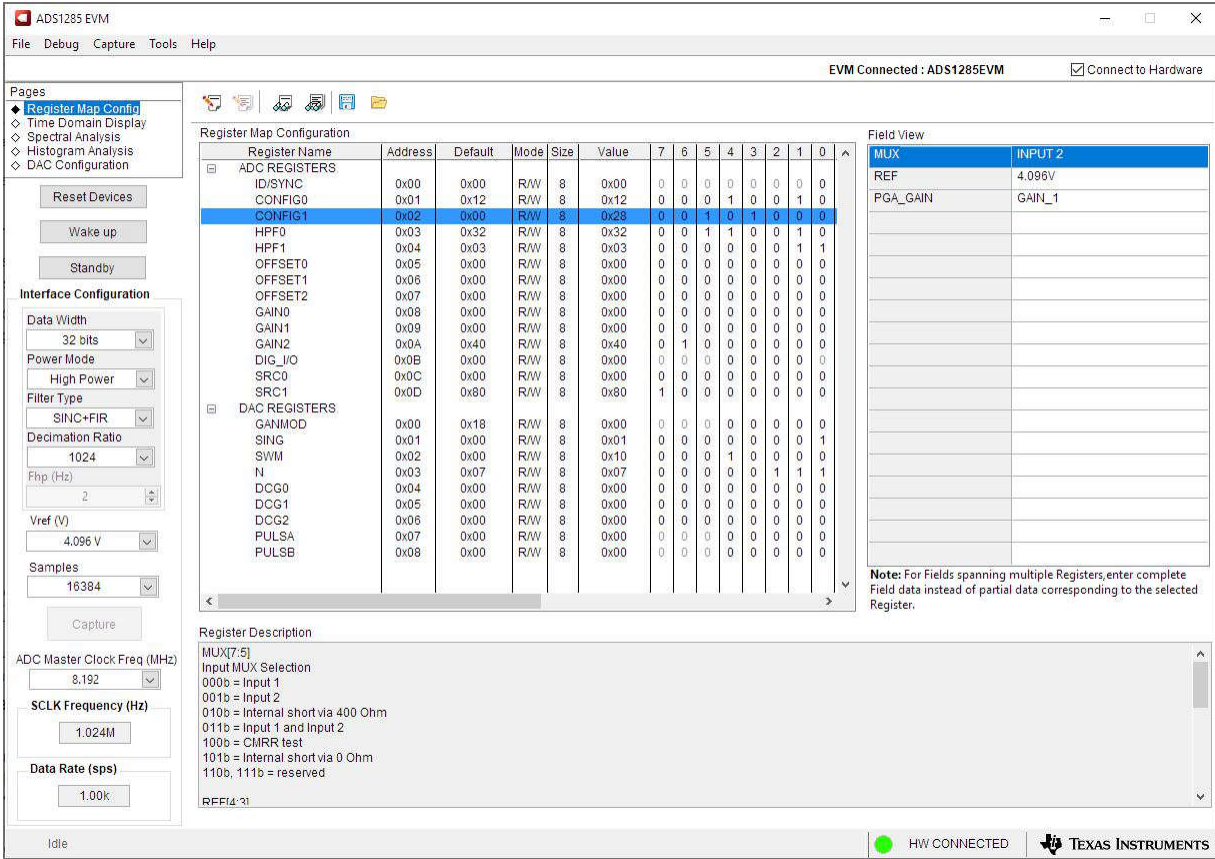 ADS1285 EVM
File Debug Capture Tools Help
EVM Connected : ADS1285EVM
Connect to Hardware
Pages
Register Map Config
Time Domain Display
Spectral Analysis
Histogram Analysis
DAC Configuration
Reset Devices
Wake up
Standby
Interface Configuration
Data Width
32 bits
Power Mode
High Power
Filter Type
SINC+FIR
Decimation Ratio
1024
Fhp (Hz)
2
Vref (V)
4.096 V
Samples
16384
Capture
ADC Master Clock Freq (MHz)
8.192
SCLK Frequency (Hz)
1.024M
Data Rate (sps)
1.00k
Register Map Configuration
Register Name Address Default Mode Size Value 7 6 5 4 3 2 1 0
ADC REGISTERS
ID/SYNC 0x00 0x00 R/W 8 0x00 0 0 0 0 0 0 0 0
CONFIG0 0x01 0x12 R/W 8 0x12 0 0 0 1 0 0 1 0
CONFIG1 0x02 0x00 R/W 8 0x28 0 0 1 0 1 0 0 0
HPF0 0x03 0x32 R/W 8 0x32 0 0 1 1 0 0 1 0
HPF1 0x04 0x03 R/W 8 0x03 0 0 0 0 0 0 1 1
OFFSET0 0x05 0x00 R/W 8 0x00 0 0 0 0 0 0 0 0
OFFSET1 0x06 0x00 R/W 8 0x00 0 0 0 0 0 0 0 0
OFFSET2 0x07 0x00 R/W 8 0x00 0 0 0 0 0 0 0 0
GAIN0 0x08 0x00 R/W 8 0x00 0 0 0 0 0 0 0 0
GAIN1 0x09 0x00 R/W 8 0x00 0 0 0 0 0 0 0 0
GAIN2 0x0A 0x40 R/W 8 0x40 0 1 0 0 0 0 0 0
DIG_I/O 0x0B 0x00 R/W 8 0x00 0 0 0 0 0 0 0 0
SRC0 0x0C 0x00 R/W 8 0x00 0 0 0 0 0 0 0 0
SRC1 0x0D 0x80 R/W 8 0x80 1 0 0 0 0 0 0 0
DAC REGISTERS
GANMOD 0x00 0x18 R/W 8 0x00 0 0 0 0 0 0 0 0
SING 0x01 0x00 R/W 8 0x01 0 0 0 0 0 0 0 1
SWM 0x02 0x00 R/W 8 0x10 0 0 0 1 0 0 0 0
N 0x03 0x07 R/W 8 0x07 0 0 0 0 0 1 1 1
DCG0 0x04 0x00 R/W 8 0x00 0 0 0 0 0 0 0 0
DCG1 0x05 0x00 R/W 8 0x00 0 0 0 0 0 0 0 0
DCG2 0x06 0x00 R/W 8 0x00 0 0 0 0 0 0 0 0
PULSA 0x07 0x00 R/W 8 0x00 0 0 0 0 0 0 0 0
PULSB 0x08 0x00 R/W 8 0x00 0 0 0 0 0 0 0 0
Field View
MUX INPUT 2
REF 4.096V
PGA_GAIN GAIN_1
Note: For Fields spanning multiple Registers,enter complete
Field data instead of partial data corresponding to the selected
Register.
Register Description
MUX[7:5]
Input MUX Selection
000b = Input 1
001b = Input 2
010b = Internal short via 400 Ohm
011b = Input 1 and Input 2
100b = CMRR test
101b = Internal short via 0 Ohm
110b, 111b = reserved
REF[4:3]
Idle
HW CONNECTED
TEXAS INSTRUMENTS